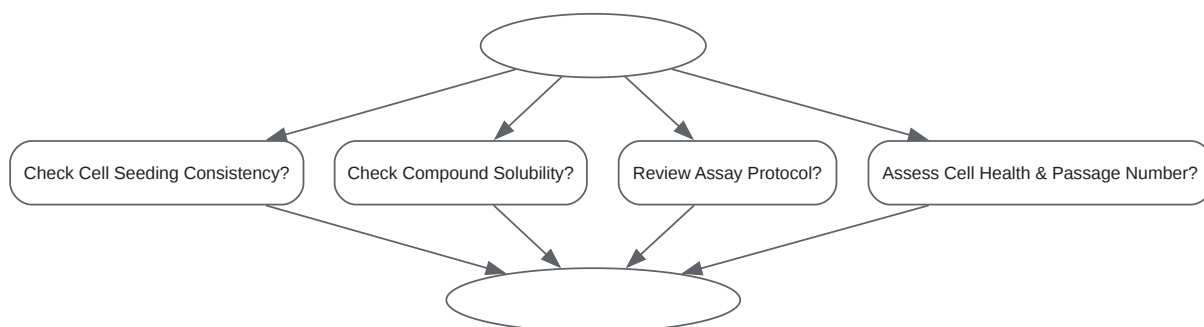 Check Cell Seeding Consistency?
Check Compound Solubility?
Review Assay Protocol?
Assess Cell Health & Passage Number?